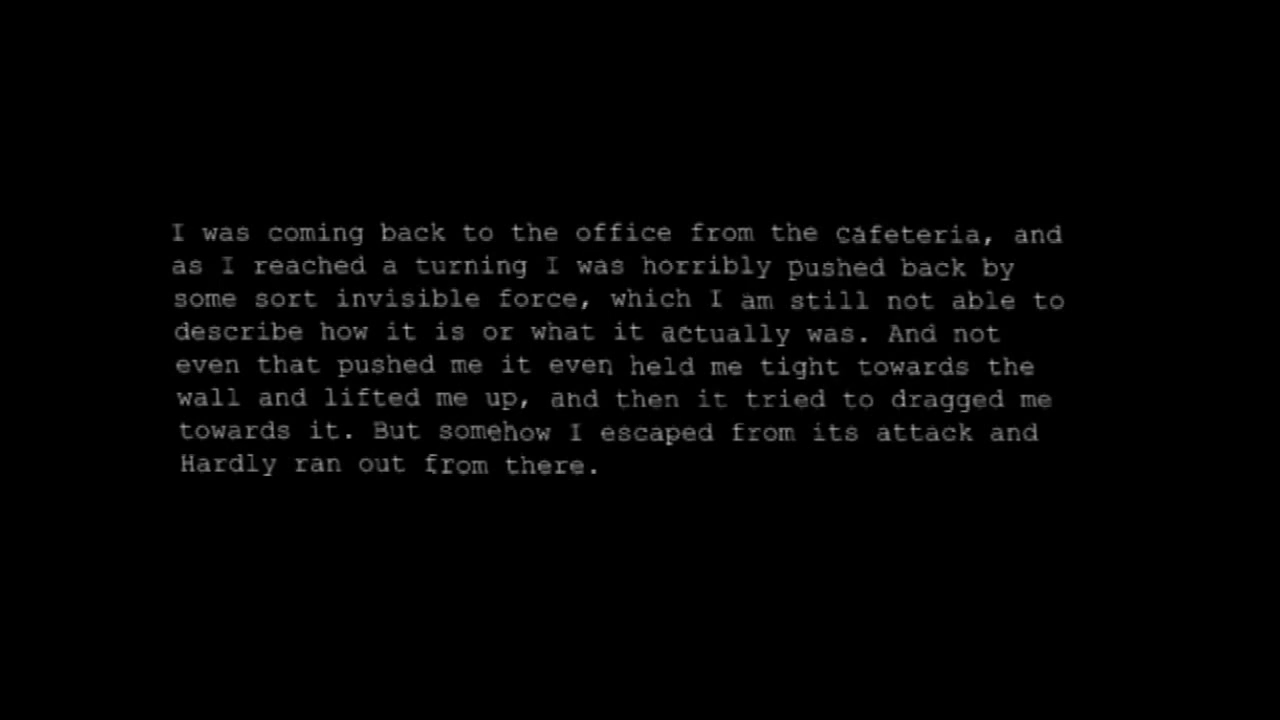 I was coming back to the office from the cafeteria, and
as I reached a turning I was horribly pushed back by
some sort invisible force, which I am still not able to
describe how it is or what it actually was. And not
even that pushed me it even held me tight towards the
wall and lifted me up, and then it tried to dragged me
towards it. But somehow I escaped from its attack and
Hardly ran out from there.